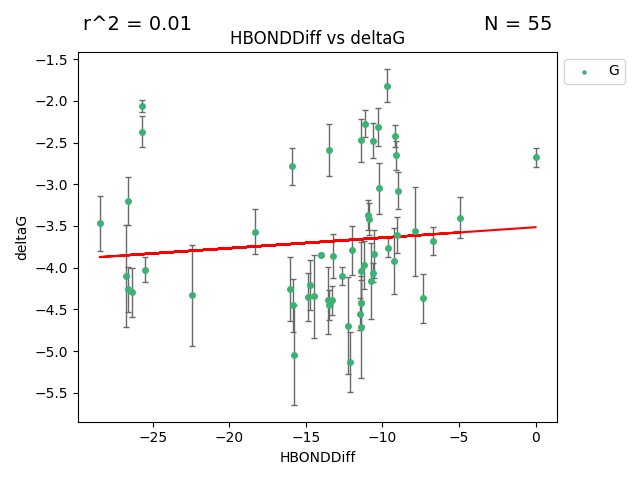 r^2 = 0.01
N = 55
HBONDDiff vs deltaG
G
−1.5
−2.0
−2.5
−3.0
−3.5
−4.0
−4.5
−5.0
−5.5
deltaG
−25
−20
−15
−10
−5
0
HBONDDiff